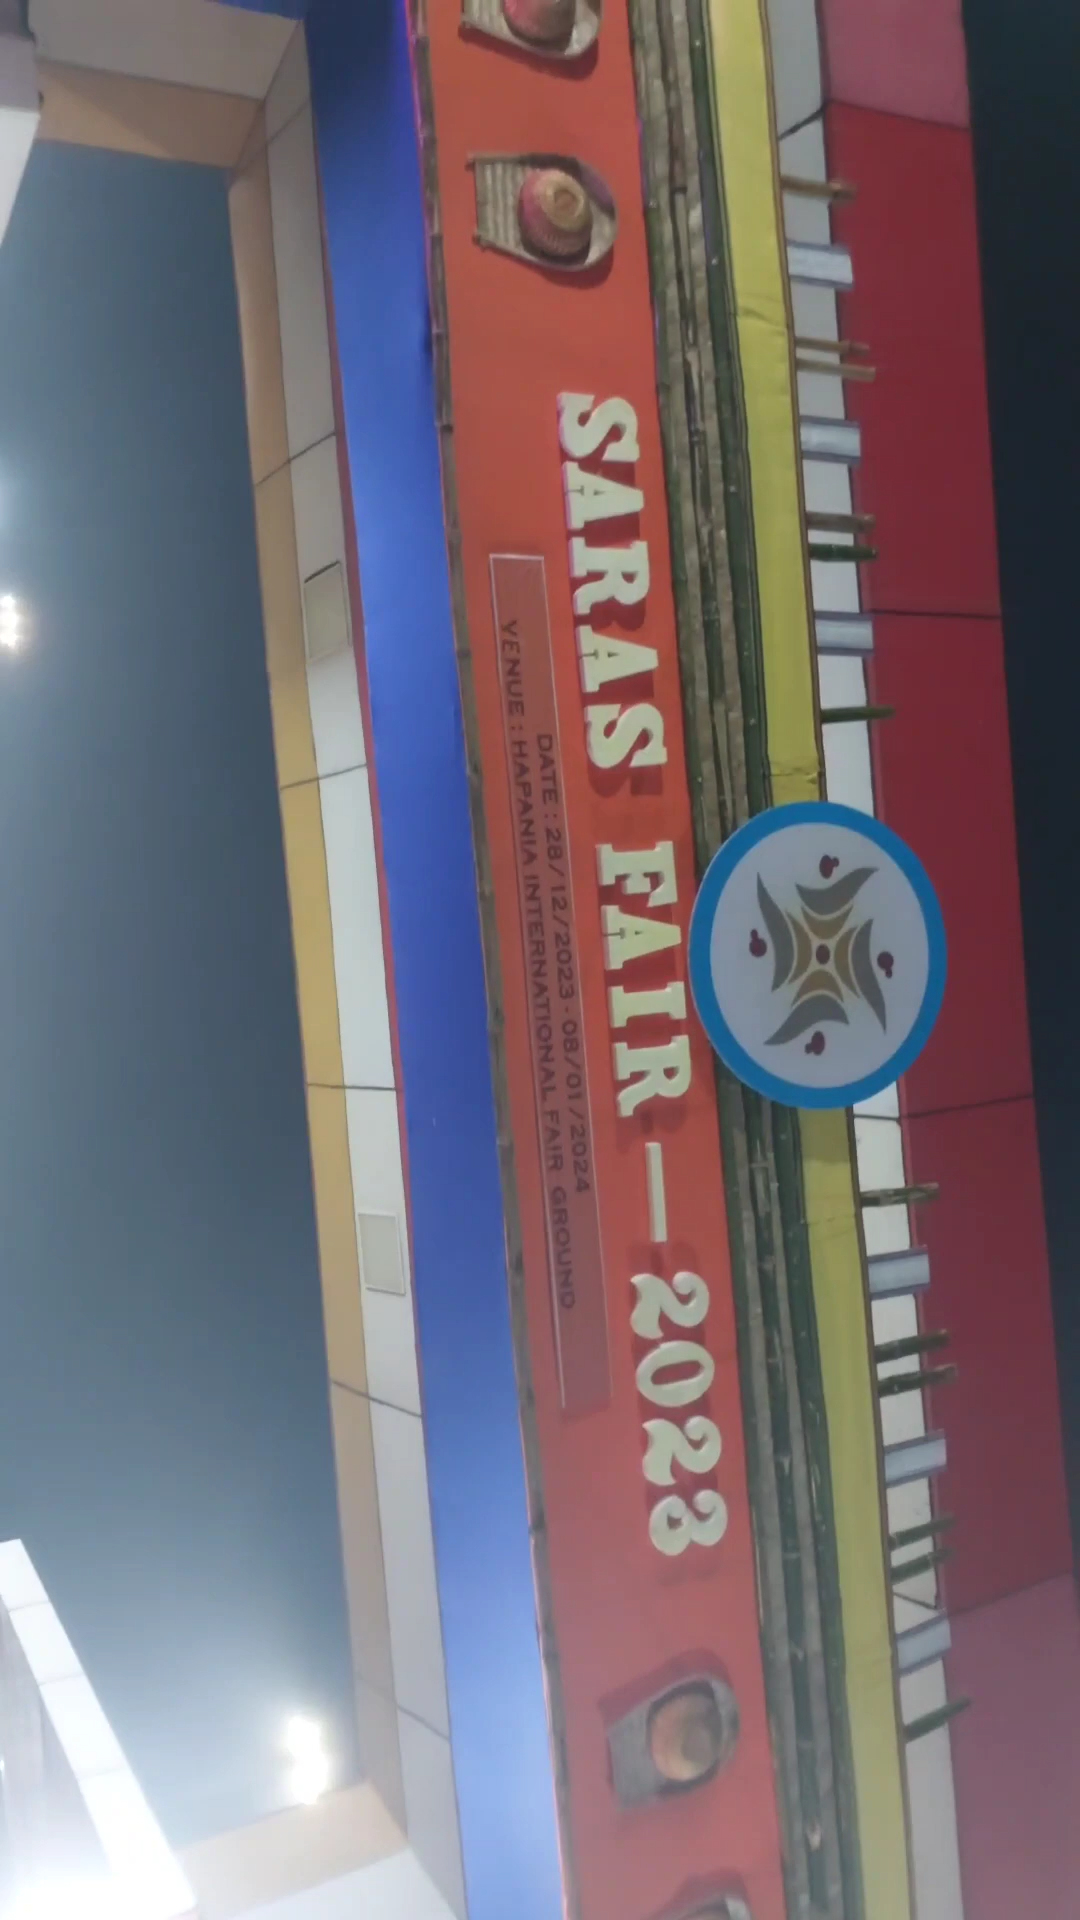 SARAS FAIR — 2023
DATE : 28/12/2023 - 08/01/2024
VENUE : HAPANIA INTERNATIONAL FAIR GROUND